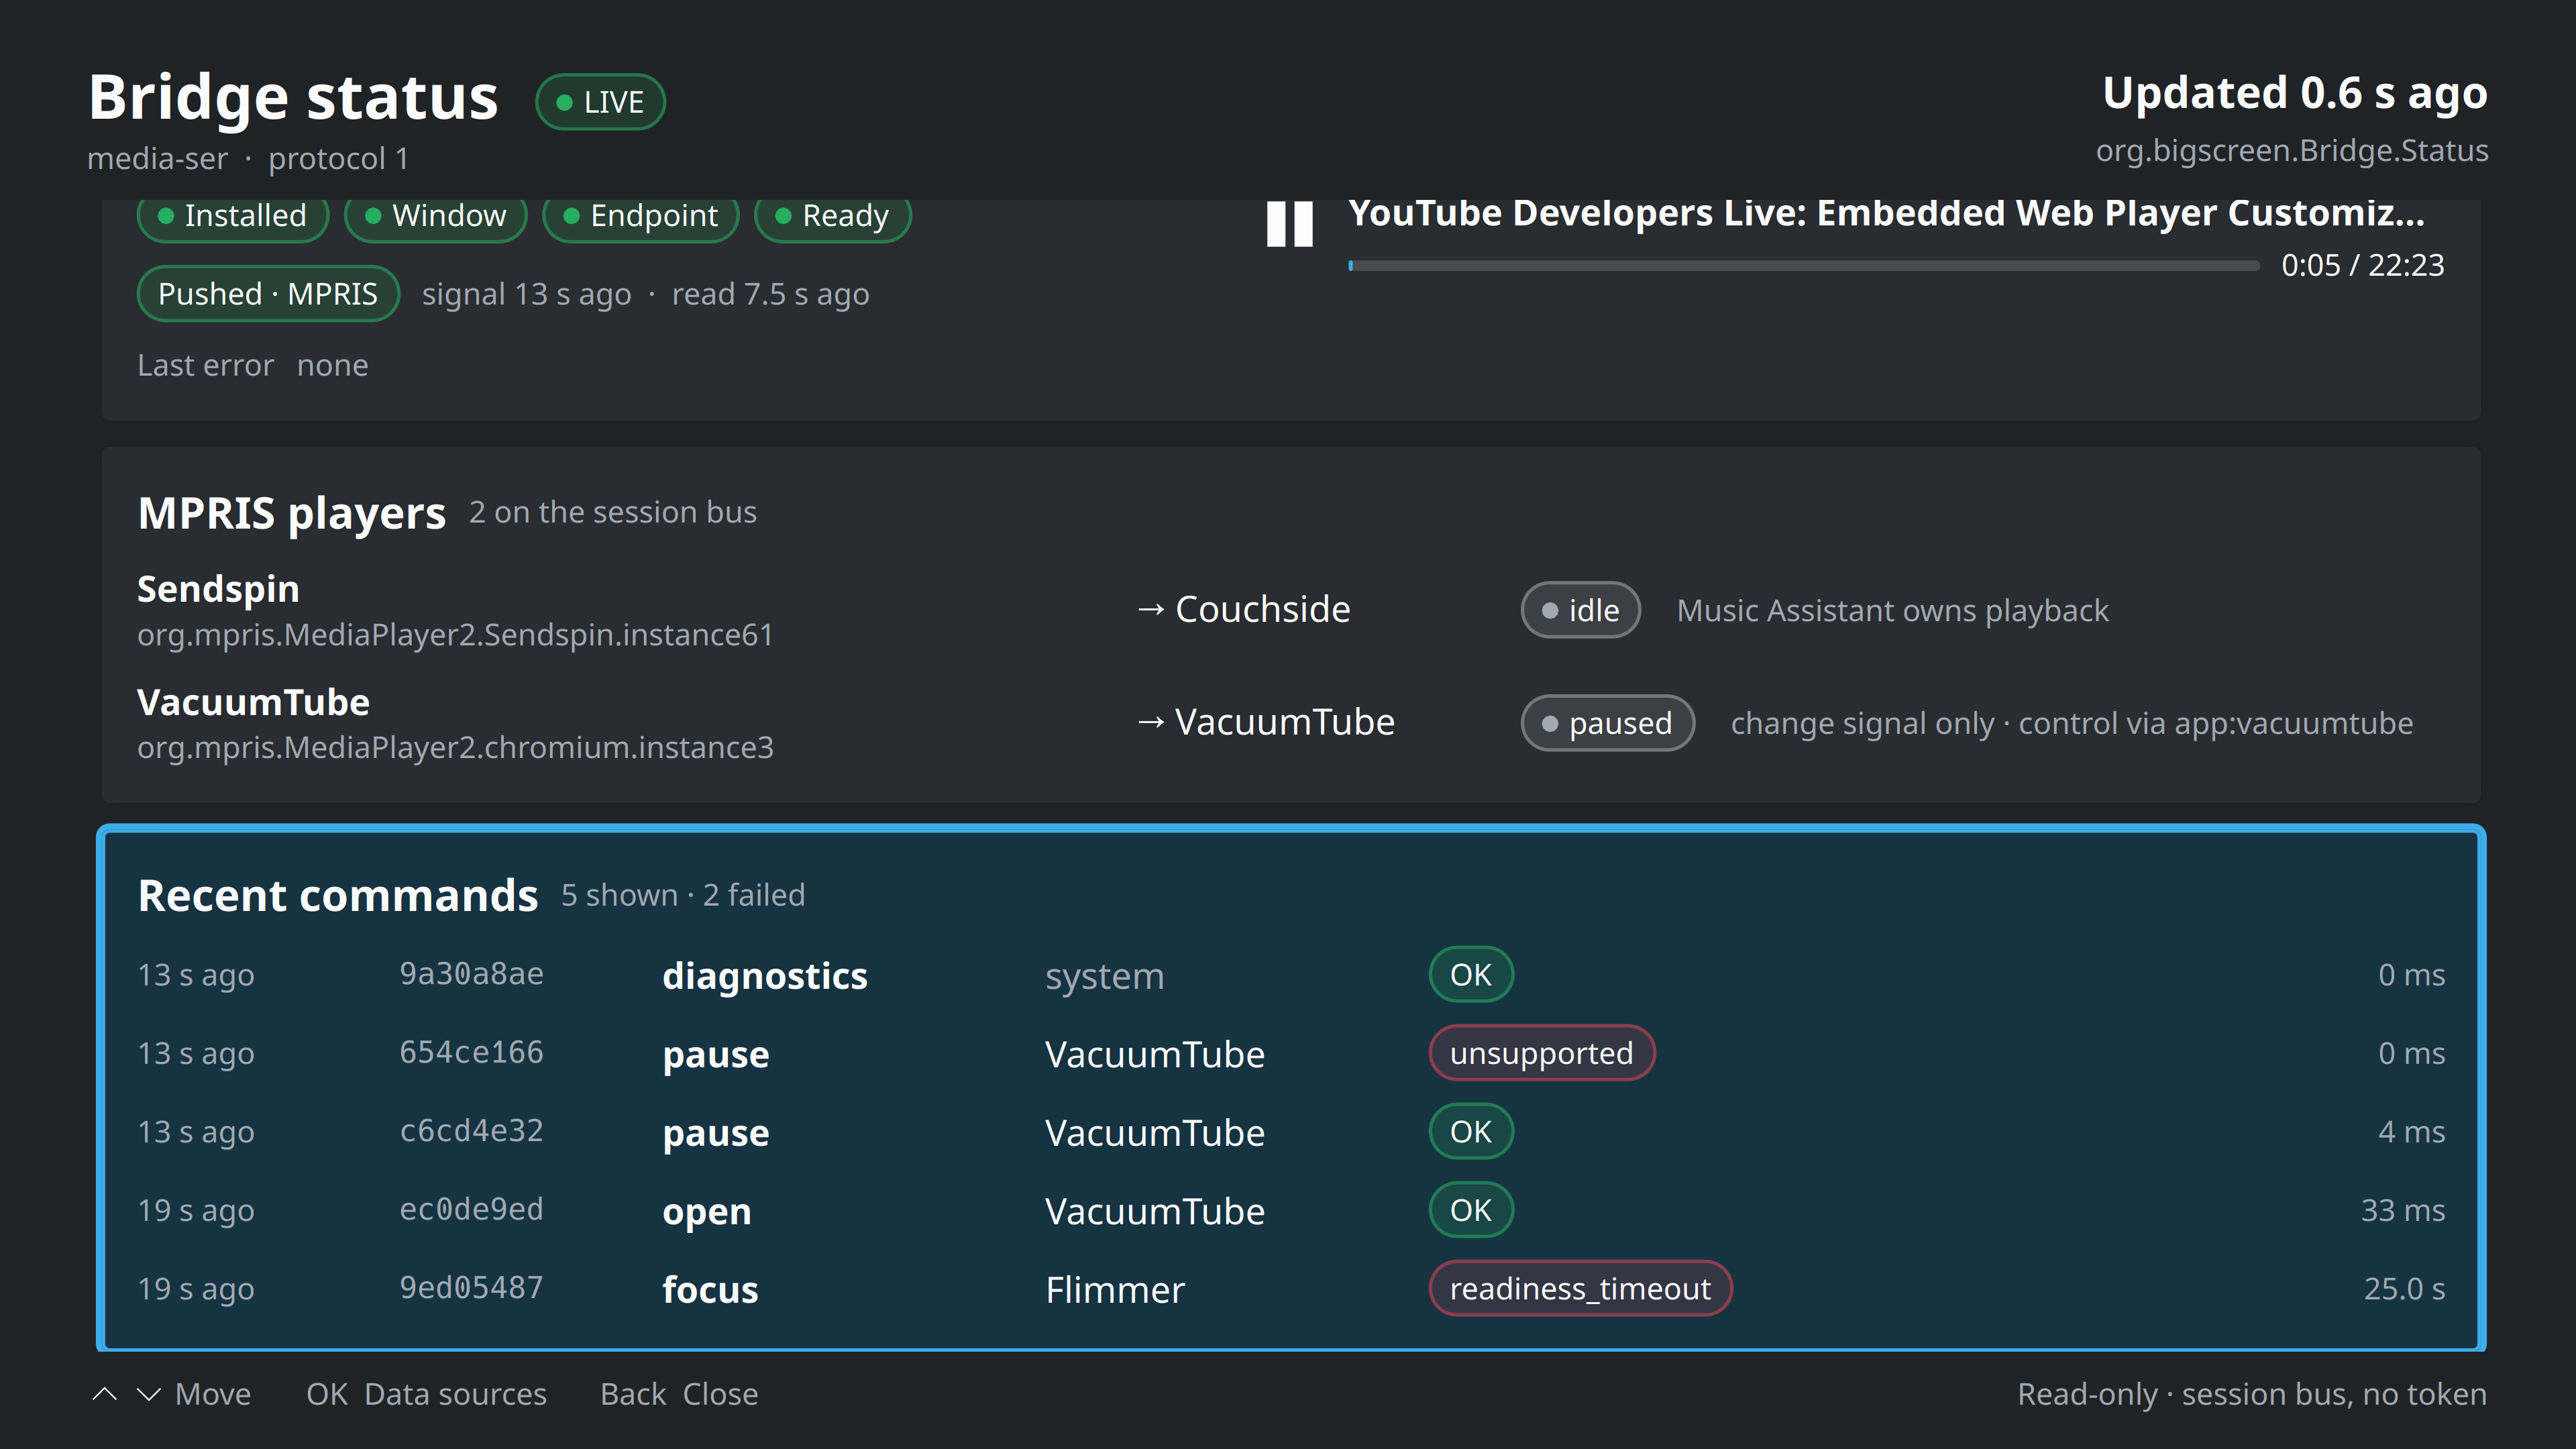 Bridge status LIVE
media-ser · protocol 1
Updated 0.6 s ago
org.bigscreen.Bridge.Status
Installed Window Endpoint Ready
Pushed · MPRIS signal 13 s ago · read 7.5 s ago
Last error none
YouTube Developers Live: Embedded Web Player Customiz...
0:05 / 22:23
MPRIS players 2 on the session bus
Sendspin
org.mpris.MediaPlayer2.Sendspin.instance61
→ Couchside idle Music Assistant owns playback
VacuumTube
org.mpris.MediaPlayer2.chromium.instance3
→ VacuumTube paused change signal only · control via app:vacuumtube
Recent commands 5 shown · 2 failed
13 s ago 9a30a8ae diagnostics system OK 0 ms
13 s ago 654ce166 pause VacuumTube unsupported 0 ms
13 s ago c6cd4e32 pause VacuumTube OK 4 ms
19 s ago ec0de9ed open VacuumTube OK 33 ms
19 s ago 9ed05487 focus Flimmer readiness_timeout 25.0 s
Move OK Data sources Back Close
Read-only · session bus, no token